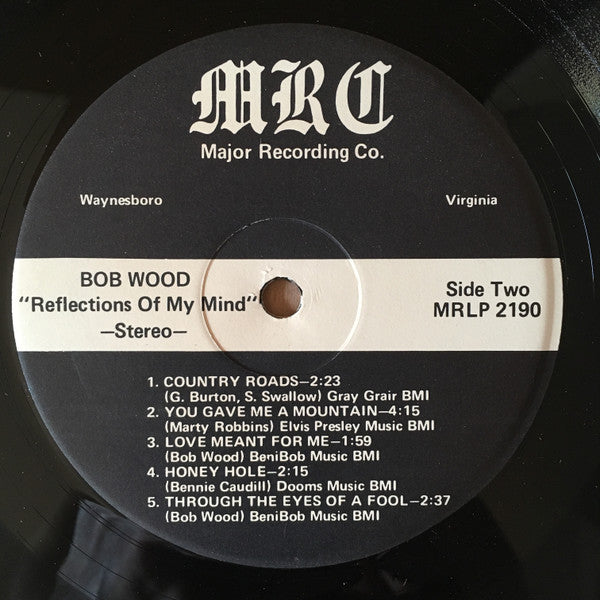 MRC
Major Recording Co.
Waynesboro
Virginia
BOB WOOD
"Reflections Of My Mind"
—Stereo—
Side Two
MRLP 2190
1. COUNTRY ROADS—2:23
(G. Burton, S. Swallow) Gray Grair BMI
2. YOU GAVE ME A MOUNTAIN—4:15
(Marty Robbins) Elvis Presley Music BMI
3. LOVE MEANT FOR ME—1:59
(Bob Wood) BeniBob Music BMI
4. HONEY HOLE—2:15
(Bennie Caudill) Dooms Music BMI
5. THROUGH THE EYES OF A FOOL—2:37
(Bob Wood) BeniBob Music BMI